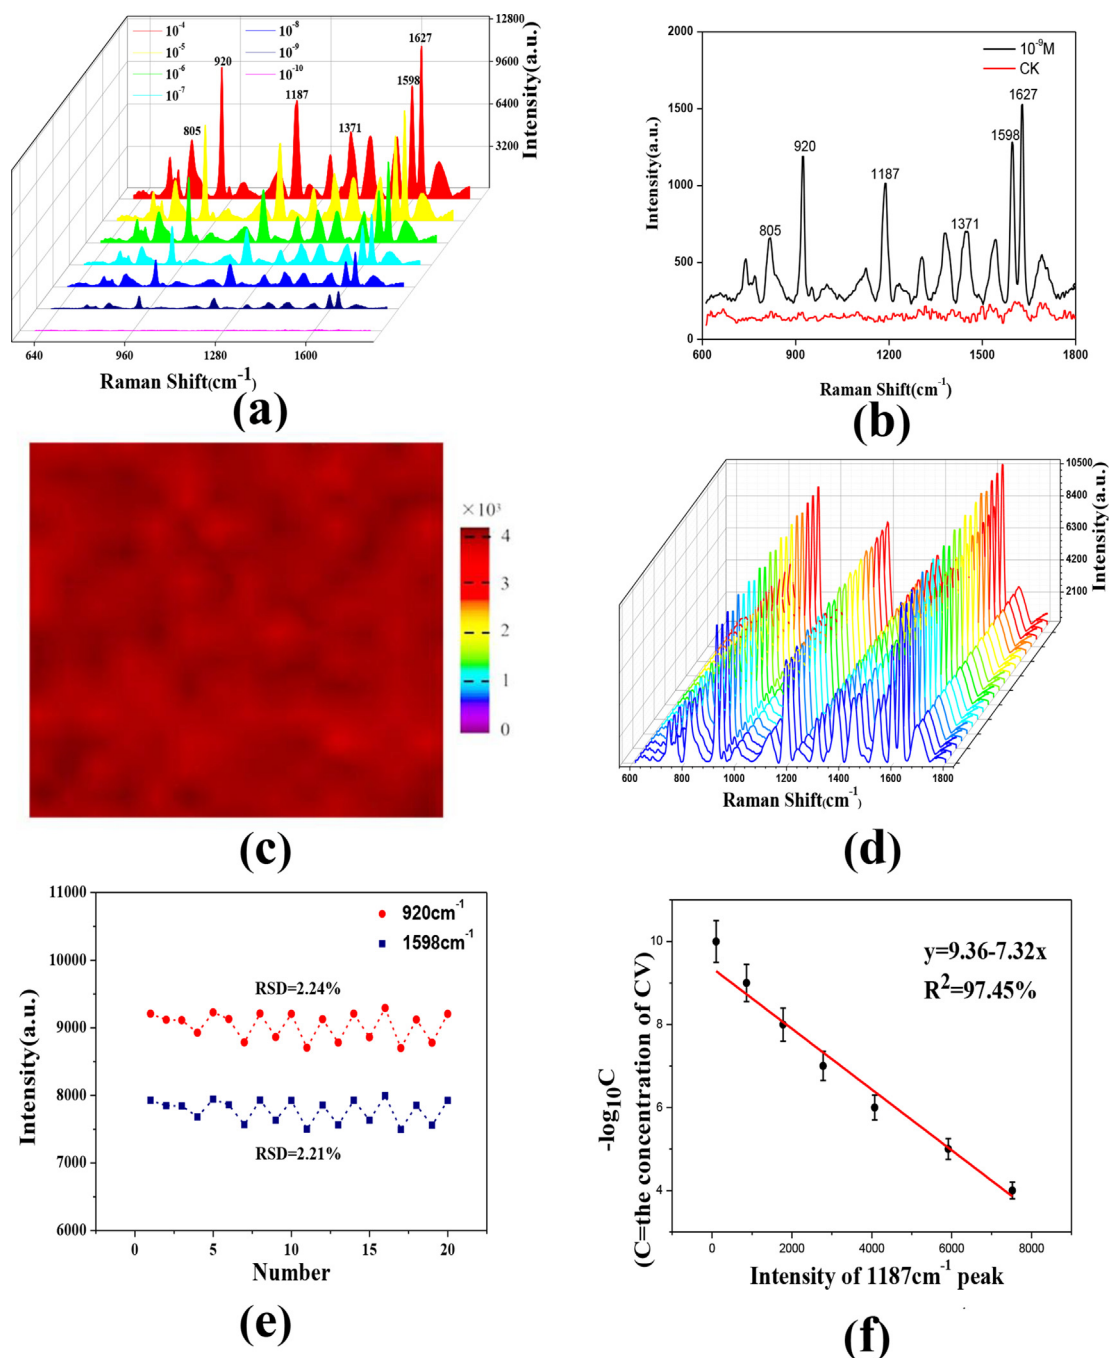 10⁻⁴
10⁻⁵
10⁻⁶
10⁻⁷
10⁻⁸
10⁻⁹
10⁻¹⁰
805
920
1187
1371
1598
1627
12800
9600
6400
3200
Intensity(a.u.)
640 960 1280 1600
Raman Shift(cm⁻¹)
(a)
2000
1500
1000
500
0
Intensity(a.u.)
10⁻⁹M
CK
805
920
1187
1371
1598
1627
600 900 1200 1500 1800
Raman Shift(cm⁻¹)
(b)
×10³
4
3
2
1
0
(c)
10500
8400
6300
4200
2100
Intensity(a.u.)
600 800 1000 1200 1400 1600 1800
Raman Shift(cm⁻¹)
(d)
11000
10000
9000
8000
7000
6000
Intensity(a.u.)
920cm⁻¹
1598cm⁻¹
RSD=2.24%
RSD=2.21%
0 5 10 15 20
Number
(e)
10
8
6
4
-log₁₀C
(C=the concentration of CV)
y=9.36-7.32x
R²=97.45%
0 2000 4000 6000 8000
Intensity of 1187cm⁻¹ peak
(f)